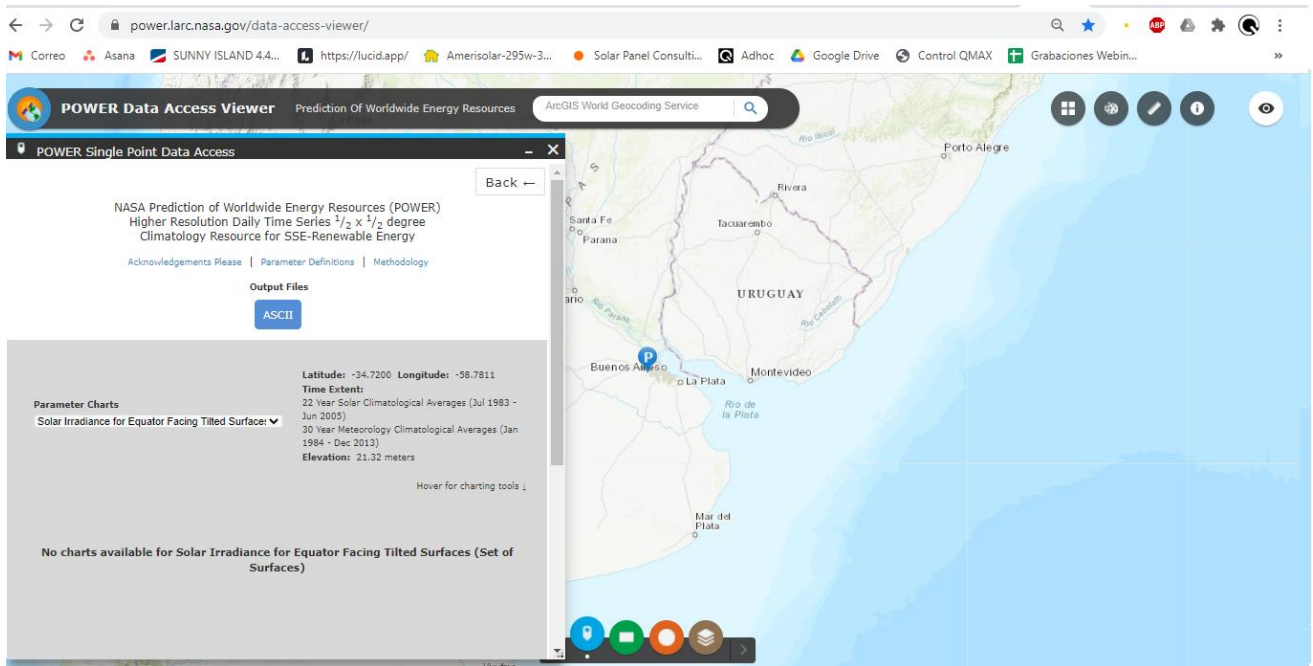 power.larc.nasa.gov/data-access-viewer/
ABP
Correo
Asana
SUNNY ISLAND 4.4...
https://lucid.app/
Amerisolar-295w-3...
Solar Panel Consulti...
Adhoc
Google Drive
Control QMAX
Grabaciones Webin...
»
POWER Data Access Viewer
Prediction Of Worldwide Energy Resources
ArcGIS World Geocoding Service
POWER Single Point Data Access
Back ←
NASA Prediction of Worldwide Energy Resources (POWER)
Higher Resolution Daily Time Series 1/2 x 1/2 degree
Climatology Resource for SSE-Renewable Energy
Acknowledgements Please | Parameter Definitions | Methodology
Output Files
ASCII
Latitude: -34.7200 Longitude: -58.7811
Time Extent:
22 Year Solar Climatological Averages (Jul 1983 -
Jun 2005)
30 Year Meteorology Climatological Averages (Jan
1984 - Dec 2013)
Elevation: 21.32 meters
Parameter Charts
Solar Irradiance for Equator Facing Tilted Surface:
Hover for charting tools ↓
No charts available for Solar Irradiance for Equator Facing Tilted Surfaces (Set of
Surfaces)
Rio Ibicuí
Porto Alegre
Rivera
Santa Fe
Parana
Tacuarembo
URUGUAY
ario
Rio Parana
Rio Cebollatí
P
Buenos
La Plata
Montevideo
Rio de
la Plata
Mar del
Plata